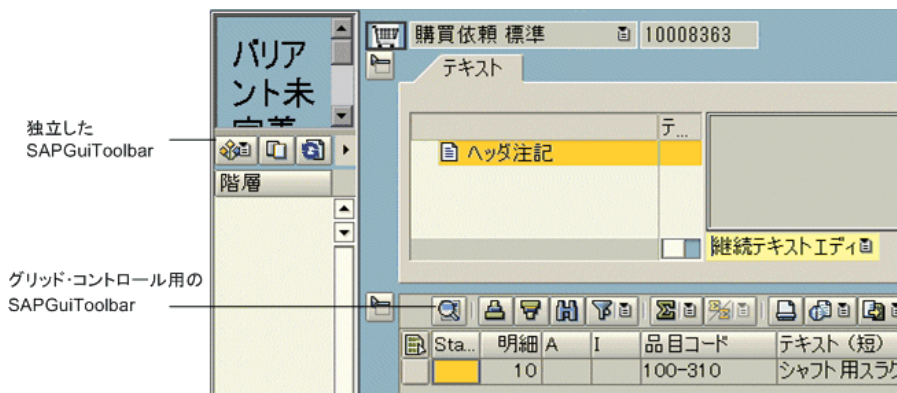 バリア
ント未
定義
購買依頼 標準 10008363
テキスト
テ...
ヘッダ注記
継続テキストエディ
独立した
SAPGuiToolbar
階層
グリッド・コントロール用の
SAPGuiToolbar
Sta... 明細 A I 品目コード テキスト（短）
10 100-310 シャフト用スラ